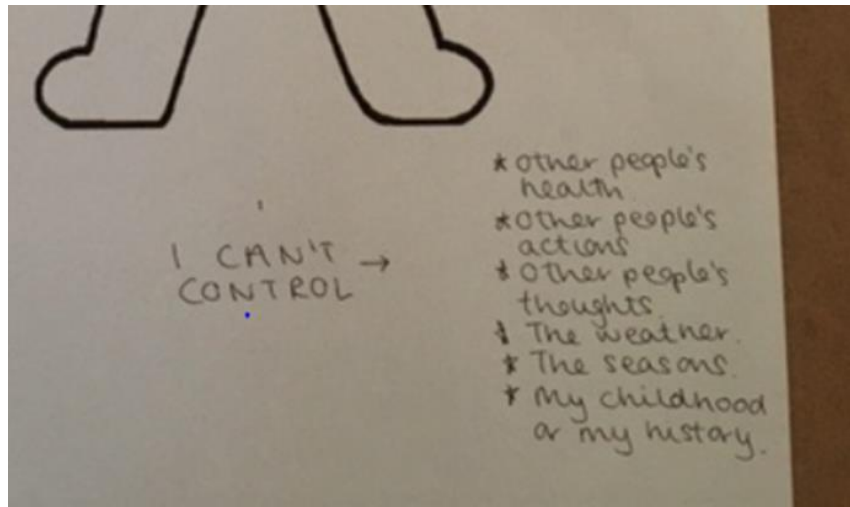 I CAN'T →
CONTROL
* other people's
health
* Other people's
actions
* Other people's
thoughts.
* The weather.
* The seasons.
* My childhood
or my history.